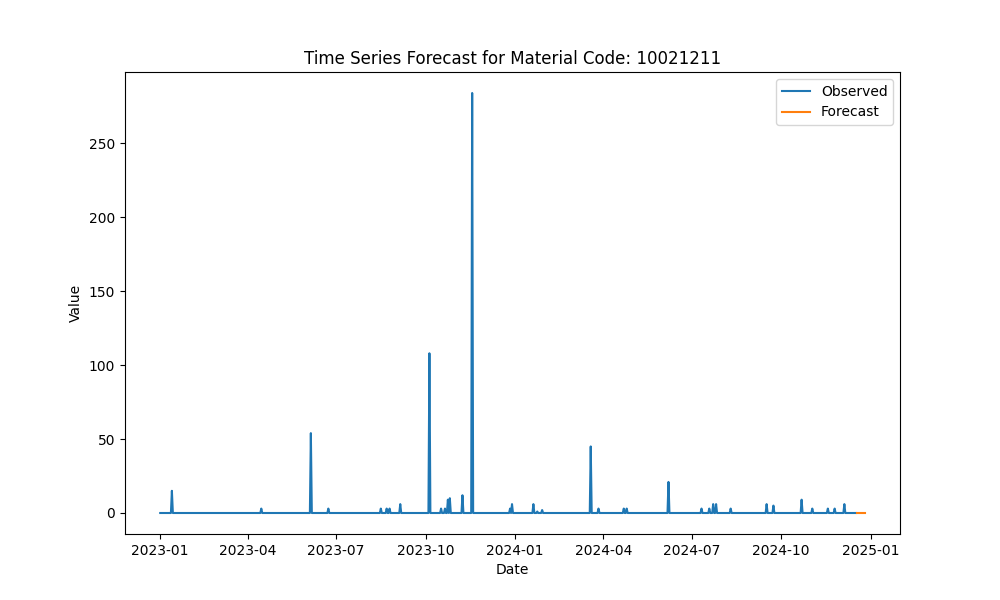 Time Series Forecast for Material Code: 10021211
Observed
Forecast
250
200
150
100
50
0
Value
2023-01 2023-04 2023-07 2023-10 2024-01 2024-04 2024-07 2024-10 2025-01
Date